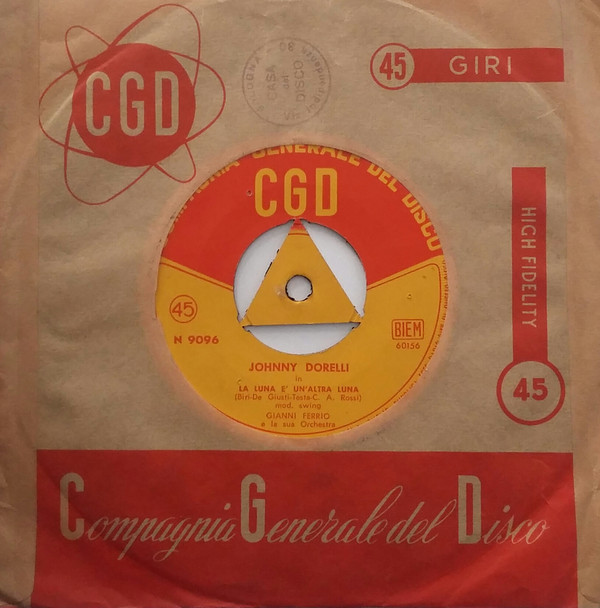 CGD
45 GIRI
BOLOGNA
CASA
del
DISCO
HIGH FIDELITY
45
GENERALE DEL DISCO
CGD
45
N 9096
BIEM
60156
JOHNNY DORELLI
in
LA LUNA E' UN'ALTRA LUNA
(Biri-De Giusti-Testa-C. A. Rossi)
mod. swing
GIANNI FERRIO
e la sua Orchestra
Compagnia Generale del Disco